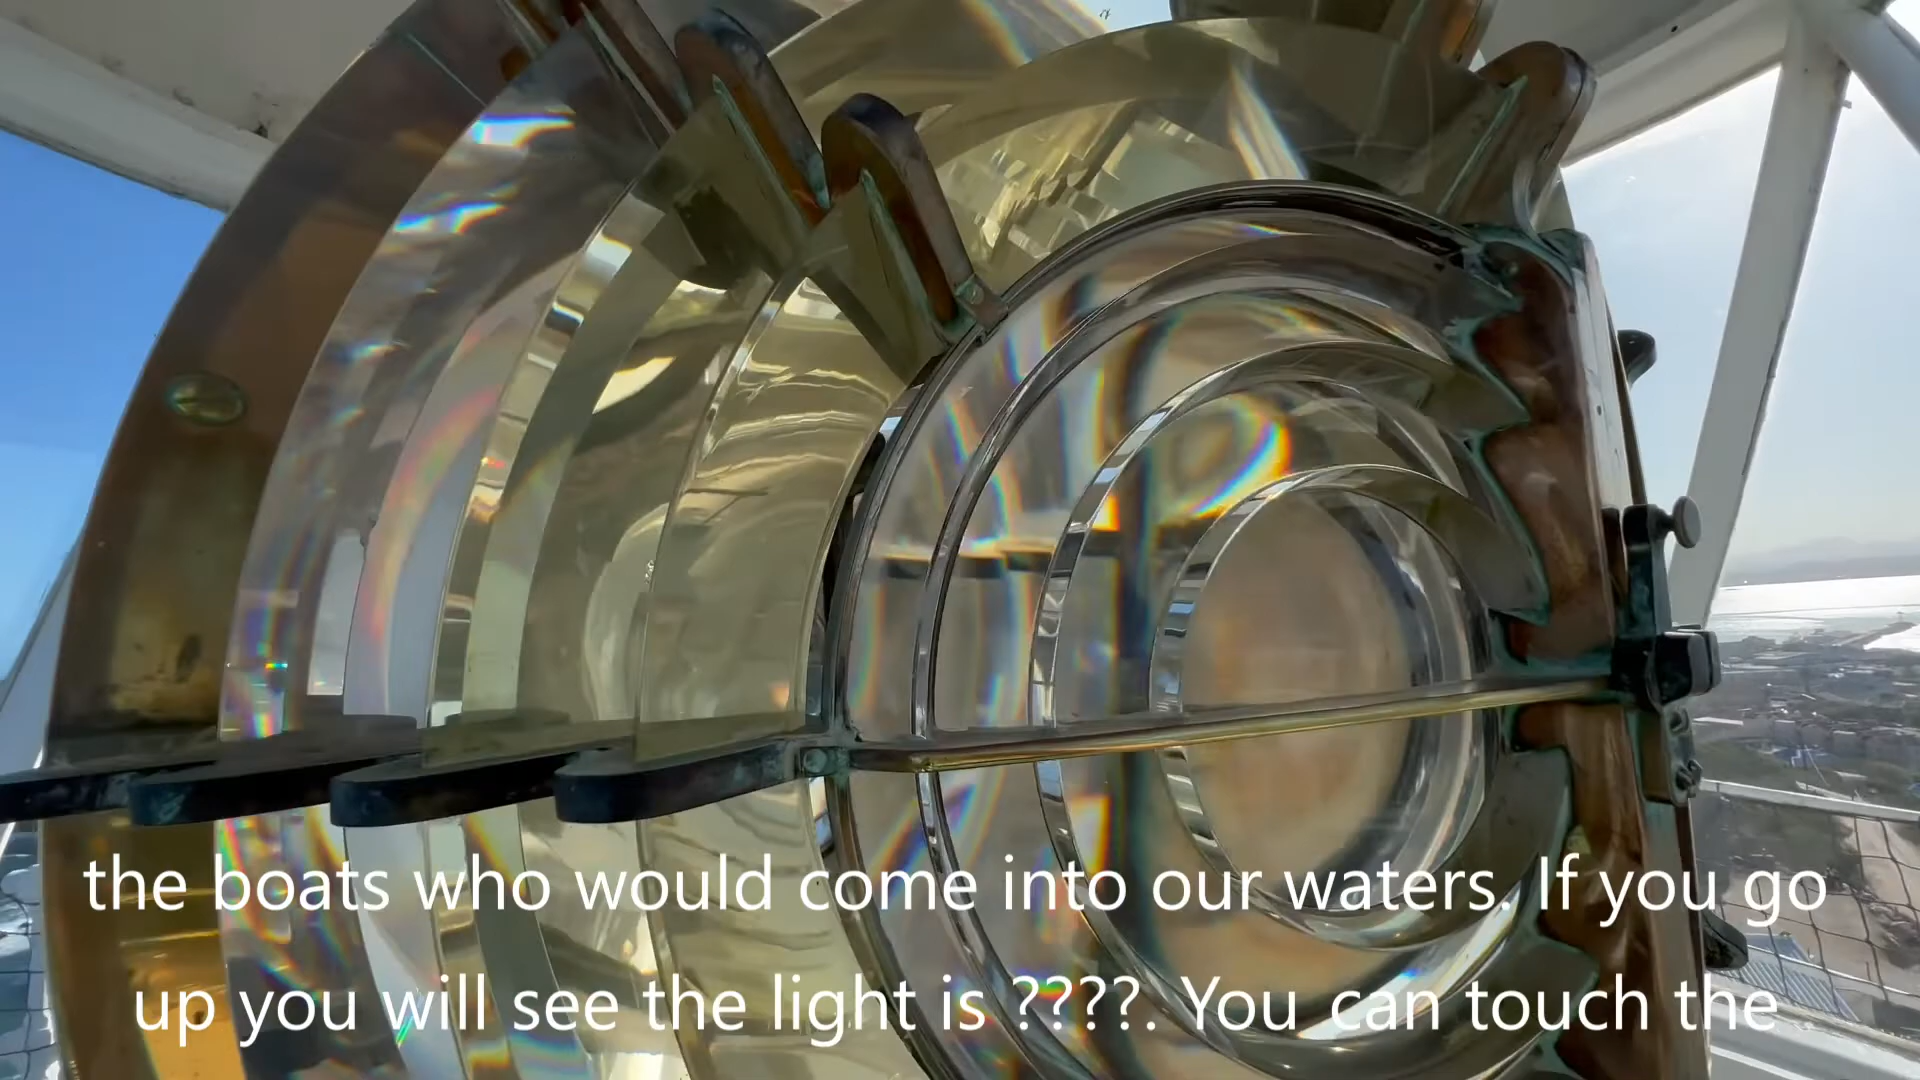 the boats who would come into our waters. If you go
up you will see the light is ????. You can touch the